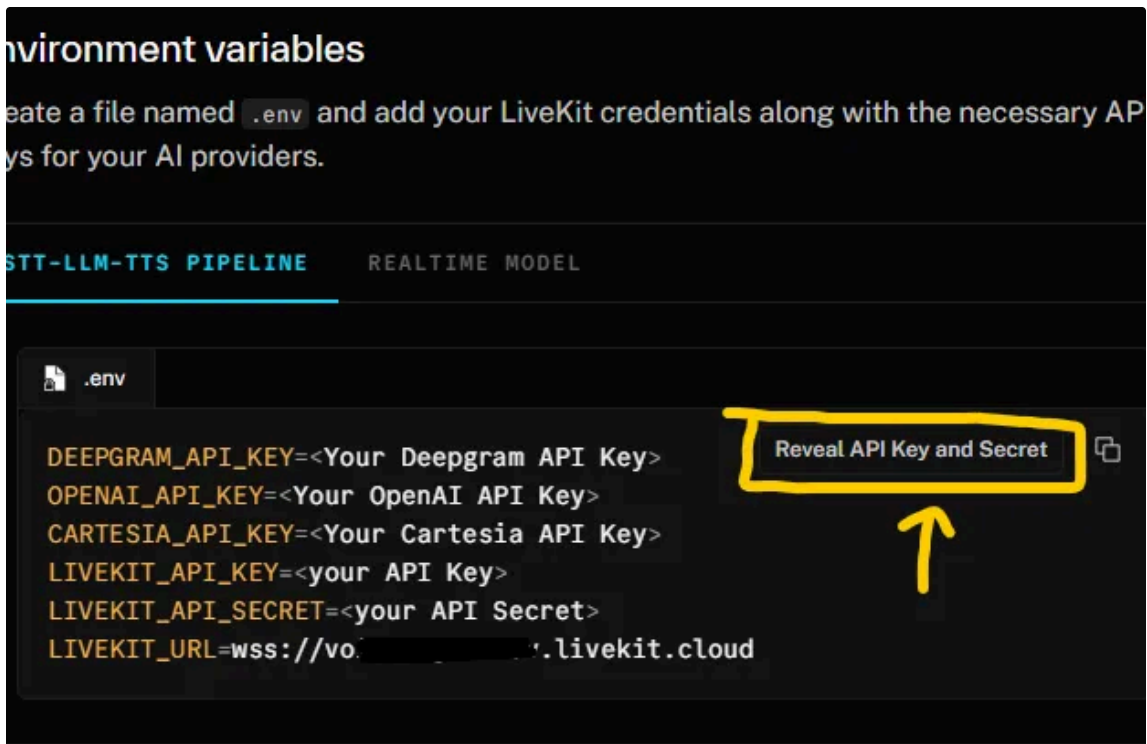 nvironment variables
eate a file named .env and add your LiveKit credentials along with the necessary AP
ys for your AI providers.
STT-LLM-TTS PIPELINE REALTIME MODEL
.env
Reveal API Key and Secret
DEEPGRAM_API_KEY=<Your Deepgram API Key>
OPENAI_API_KEY=<Your OpenAI API Key>
CARTESIA_API_KEY=<Your Cartesia API Key>
LIVEKIT_API_KEY=<your API Key>
LIVEKIT_API_SECRET=<your API Secret>
LIVEKIT_URL=wss://vo .livekit.cloud